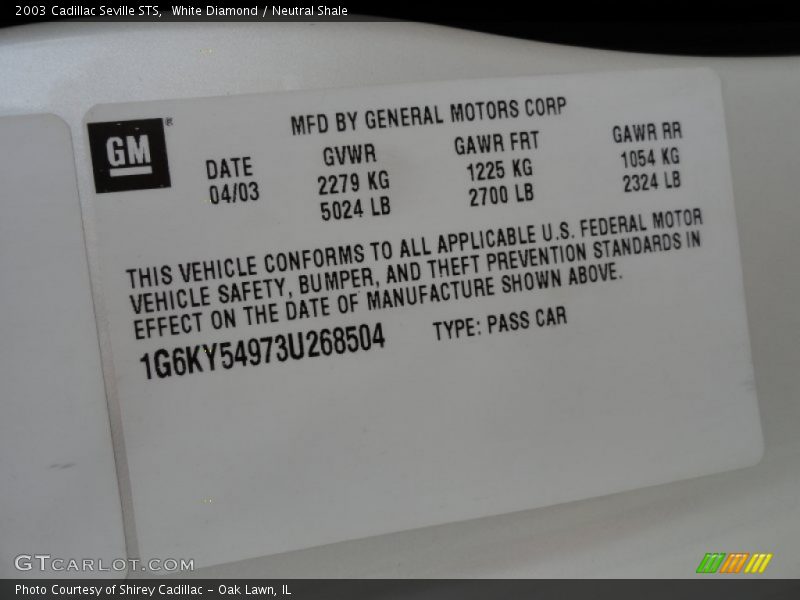 2003 Cadillac Seville STS,  White Diamond / Neutral Shale
MFD BY GENERAL MOTORS CORP
GM®
DATE GVWR GAWR FRT GAWR RR
04/03 2279 KG 1225 KG 1054 KG
5024 LB 2700 LB 2324 LB
THIS VEHICLE CONFORMS TO ALL APPLICABLE U.S. FEDERAL MOTOR
VEHICLE SAFETY, BUMPER, AND THEFT PREVENTION STANDARDS IN
EFFECT ON THE DATE OF MANUFACTURE SHOWN ABOVE.
1G6KY54973U268504 TYPE: PASS CAR
GTCARLOT.COM
Photo Courtesy of Shirey Cadillac - Oak Lawn, IL